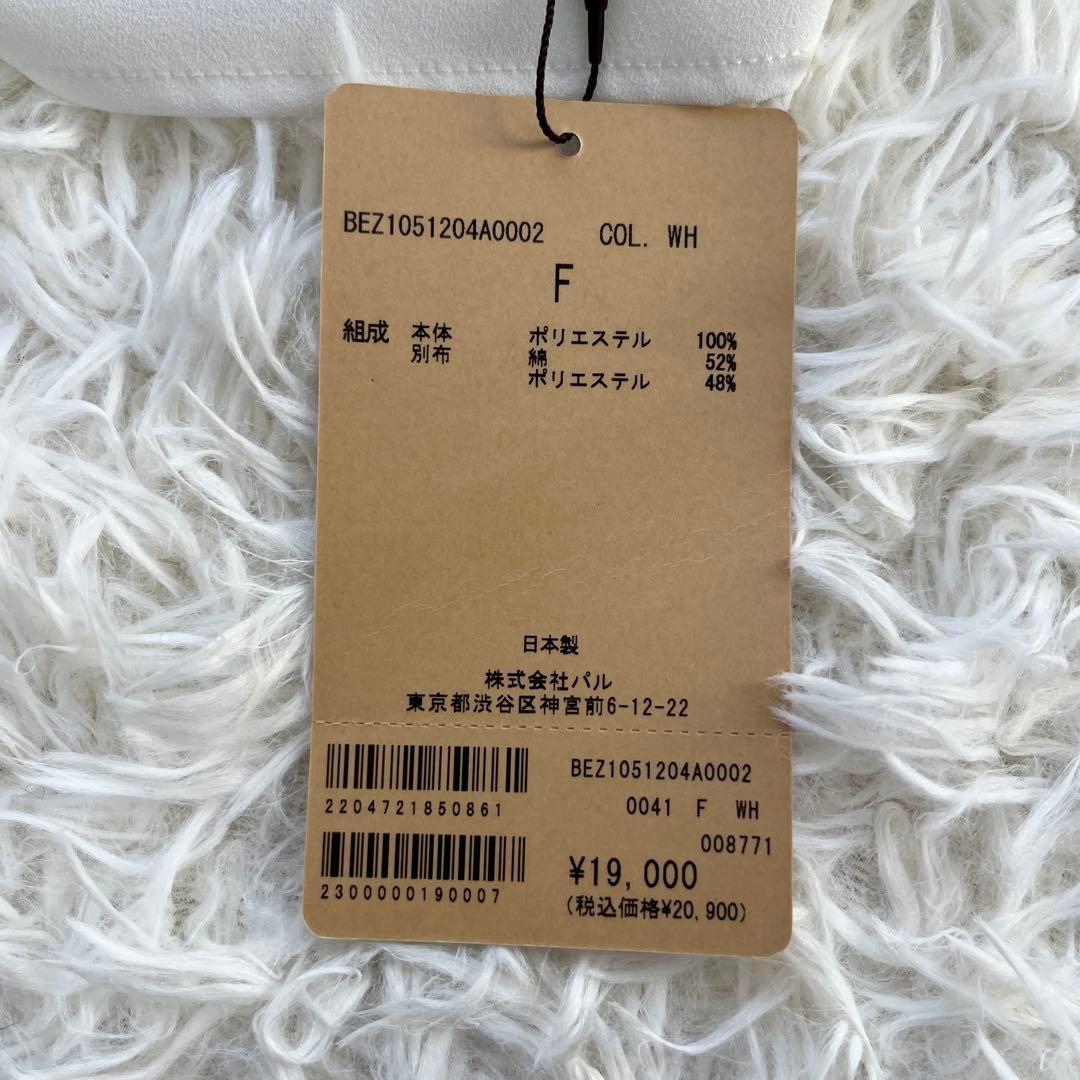 BEZ1051204A0002 COL. WH
F
組成 本体 ポリエステル 100%
別布 綿 52%
ポリエステル 48%
日本製
株式会社パル
東京都渋谷区神宮前6-12-22
BEZ1051204A0002
2204721850861 0041 F WH
008771
¥19,000
2300000190007 (税込価格¥20,900)